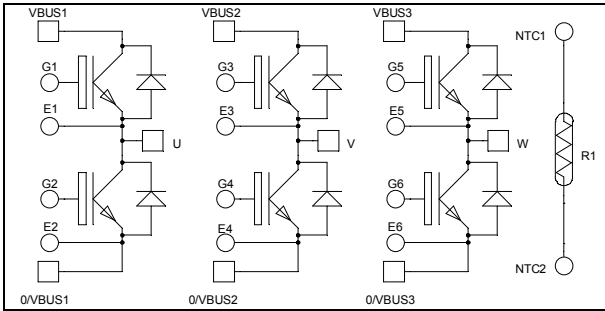 VBUS1 VBUS2 VBUS3
NTC1
G1 G3 G5
E1 E3 E5
U V W
R1
G2 G4 G6
E2 E4 E6
NTC2
0/VBUS1 0/VBUS2 0/VBUS3